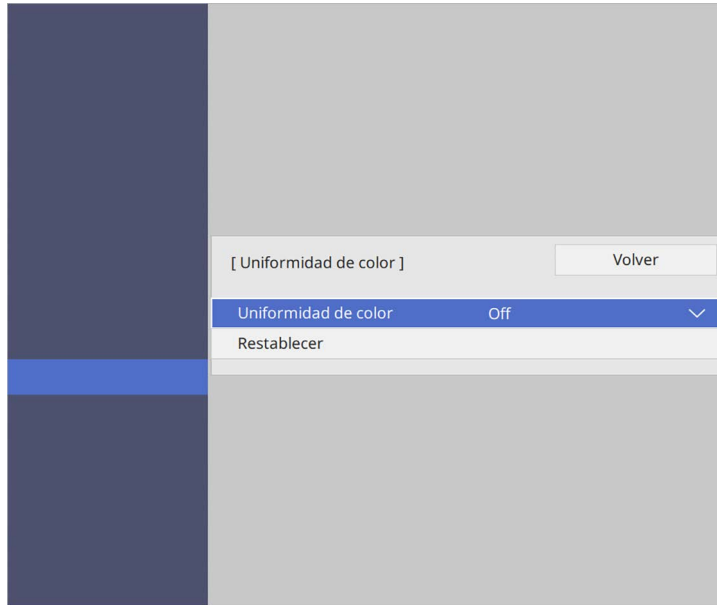 [ Uniformidad de color ]
Volver
Uniformidad de color Off
Restablecer